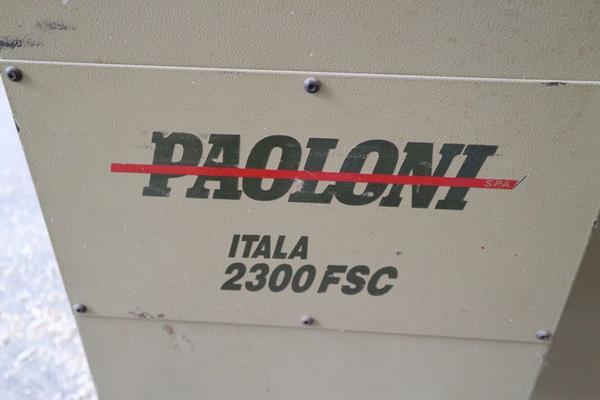 PAOLONI
SPA
ITALA
2300 FSC